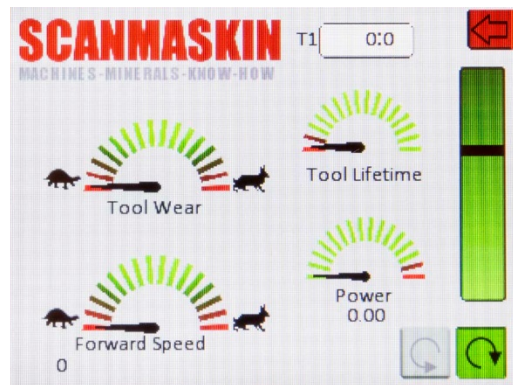 SCANMASKIN
MACHINES-MINERALS-KNOW-HOW
T1 0:0
Tool Wear
Tool Lifetime
Forward Speed
0
Power
0.00